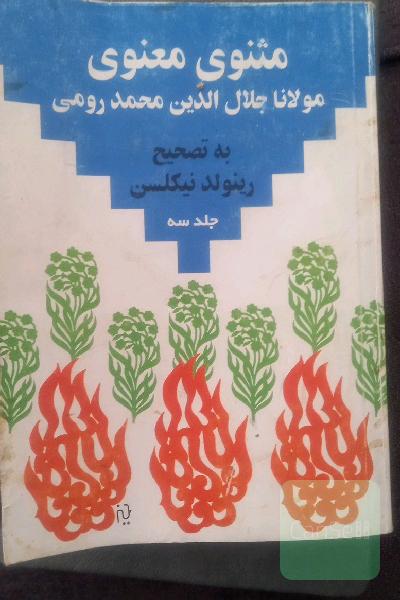 مثنوی معنوی
مولانا جلال الدین محمد رومی
به تصحیح
رینولد نیکلسن
جلد سه